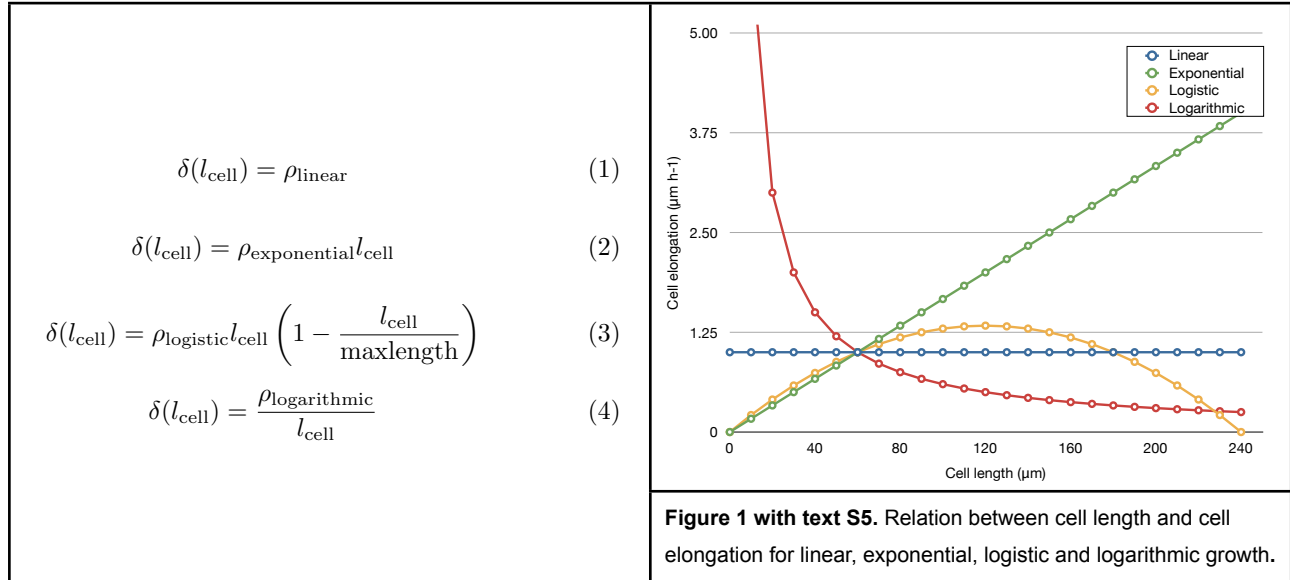 δ(l_cell) = ρ_linear (1)
δ(l_cell) = ρ_exponential l_cell (2)
δ(l_cell) = ρ_logistic l_cell (1 − l_cell / maxlength) (3)
δ(l_cell) = ρ_logarithmic / l_cell (4)
5.00
3.75
2.50
1.25
0
Cell elongation (μm h-1)
0 40 80 120 160 200 240
Cell length (μm)
Linear
Exponential
Logistic
Logarithmic
Figure 1 with text S5. Relation between cell length and cell
elongation for linear, exponential, logistic and logarithmic growth.